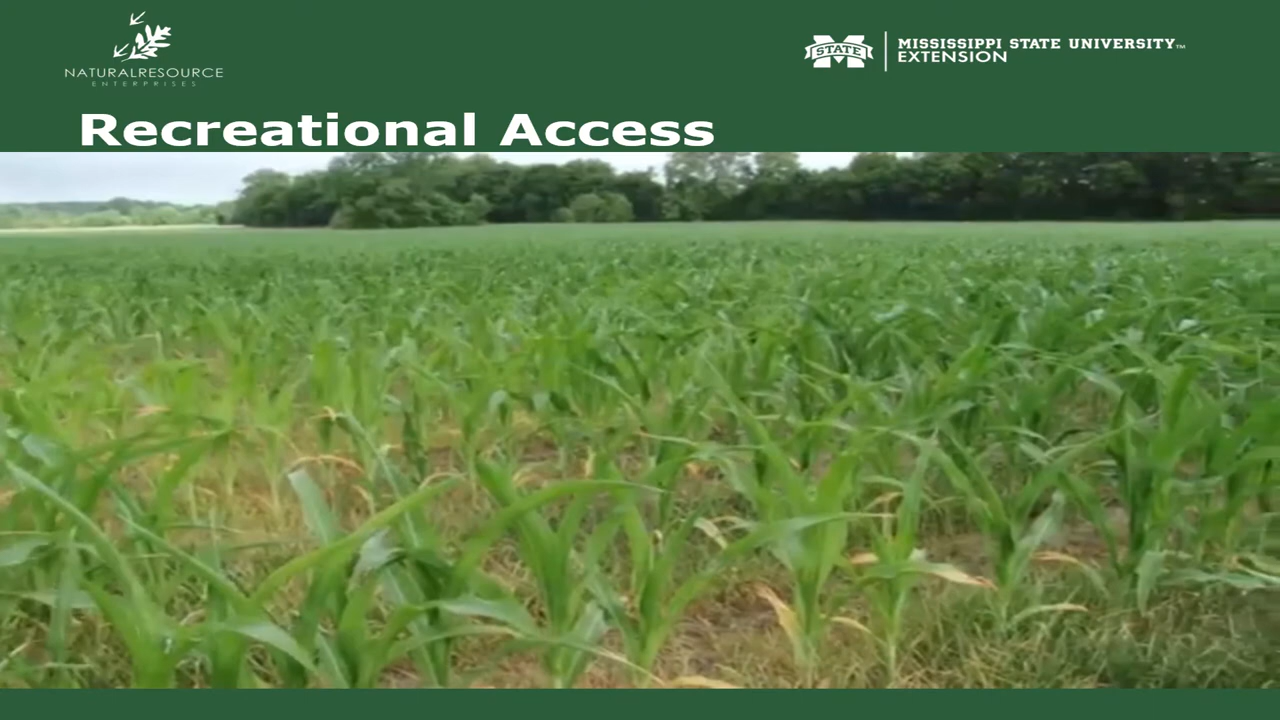 NATURALRESOURCE
ENTERPRISES
STATE
MISSISSIPPI STATE UNIVERSITY™
EXTENSION
Recreational Access